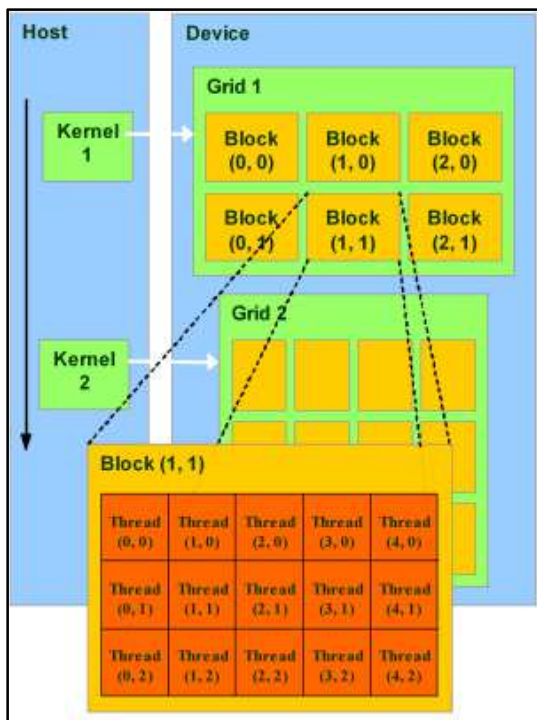 Host
Device
Grid 1
Kernel
1
Block
(0, 0)
Block
(1, 0)
Block
(2, 0)
Block
(0, 1)
Block
(1, 1)
Block
(2, 1)
Grid 2
Kernel
2
Block (1, 1)
Thread
(0, 0)
Thread
(1, 0)
Thread
(2, 0)
Thread
(3, 0)
Thread
(4, 0)
Thread
(0, 1)
Thread
(1, 1)
Thread
(2, 1)
Thread
(3, 1)
Thread
(4, 1)
Thread
(0, 2)
Thread
(1, 2)
Thread
(2, 2)
Thread
(3, 2)
Thread
(4, 2)